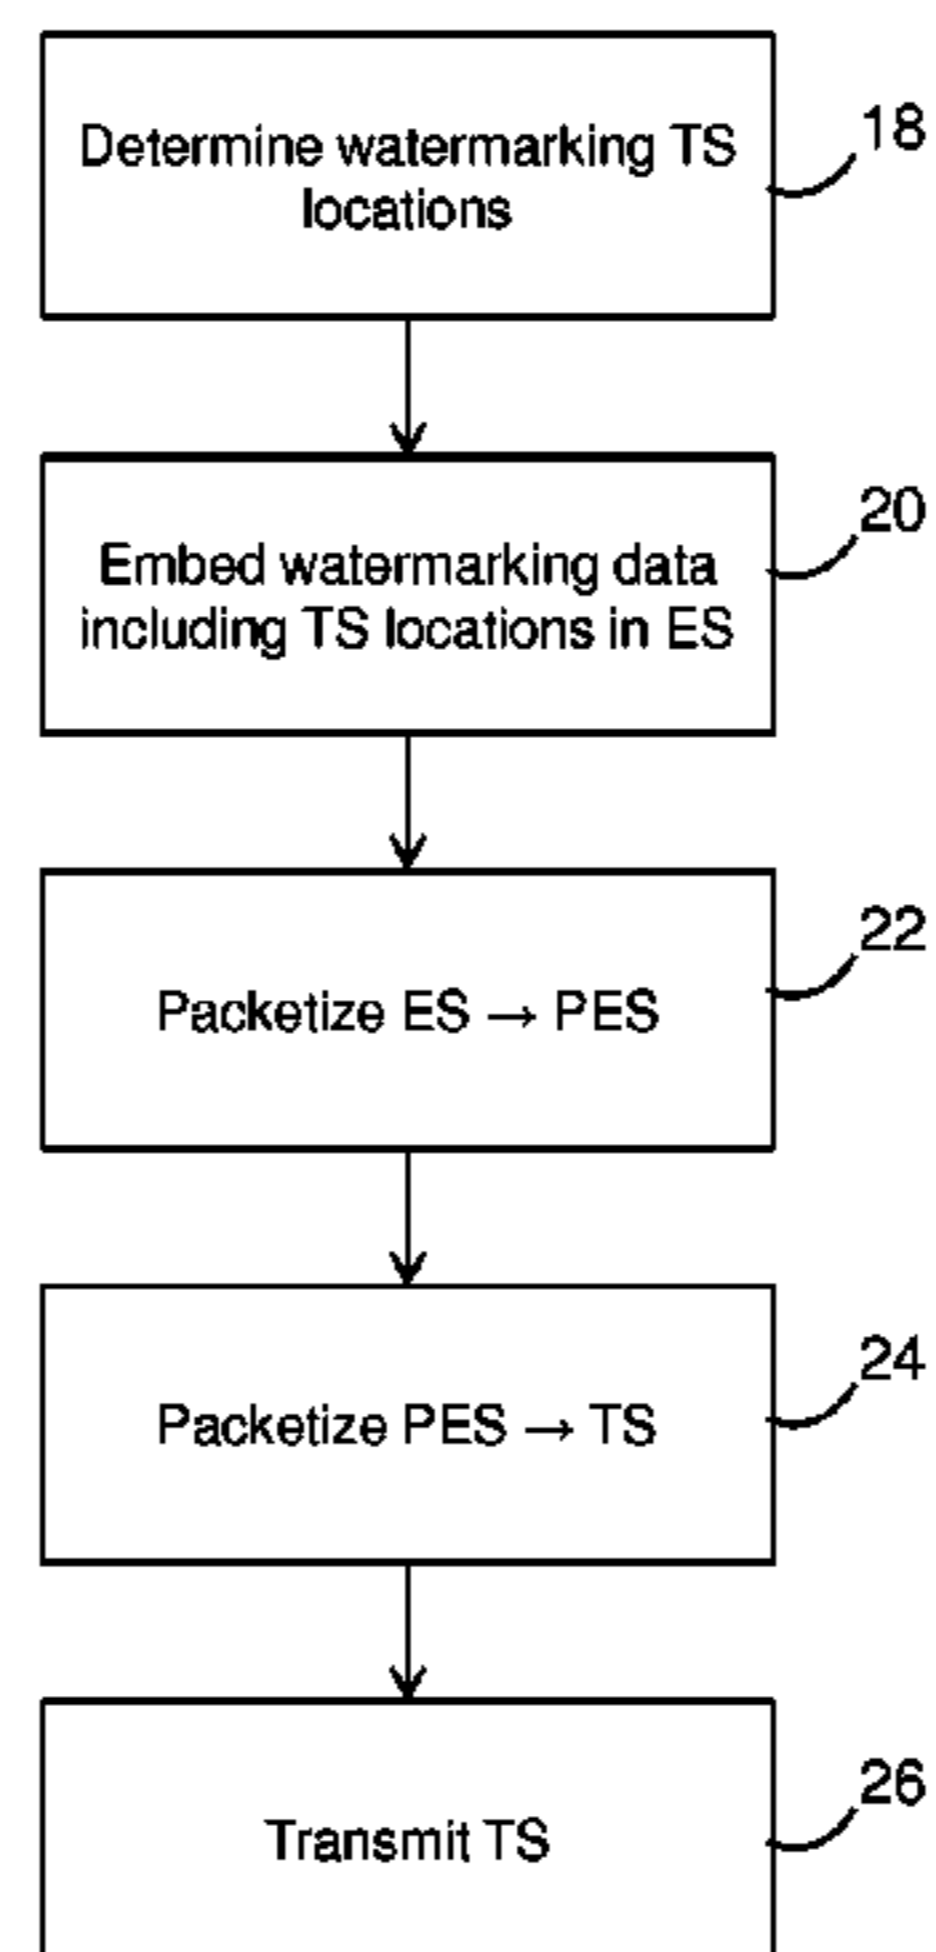 Determine watermarking TS
locations
18
Embed watermarking data
including TS locations in ES
20
Packetize ES → PES
22
Packetize PES → TS
24
Transmit TS
26